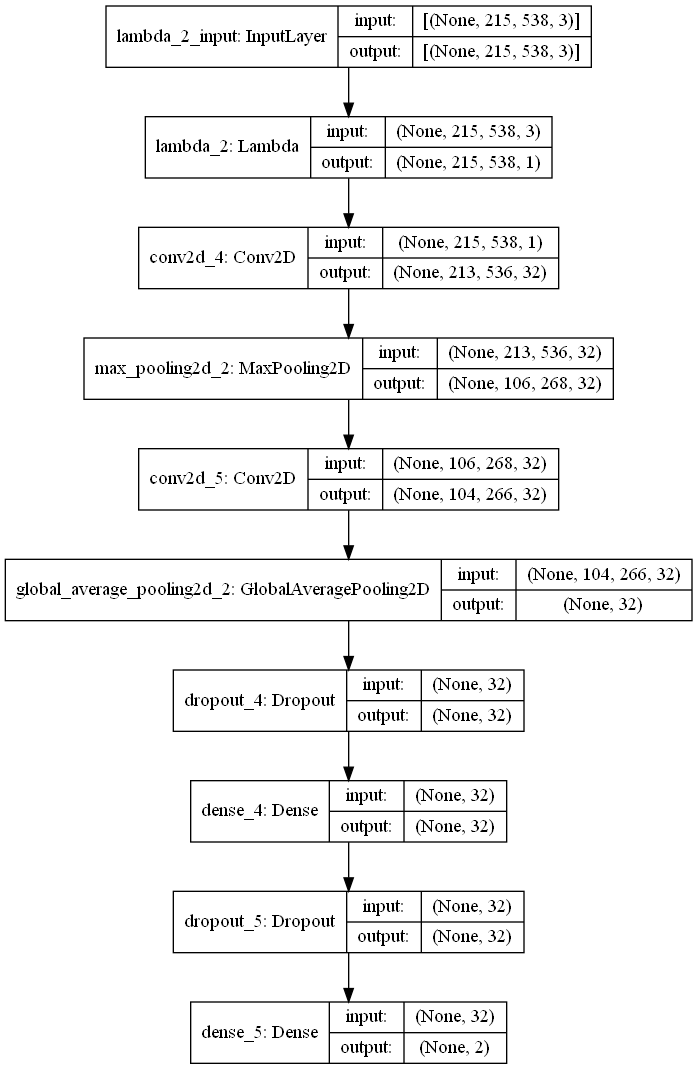 lambda_2_input: InputLayer
input: [(None, 215, 538, 3)]
output: [(None, 215, 538, 3)]
lambda_2: Lambda
input: (None, 215, 538, 3)
output: (None, 215, 538, 1)
conv2d_4: Conv2D
input: (None, 215, 538, 1)
output: (None, 213, 536, 32)
max_pooling2d_2: MaxPooling2D
input: (None, 213, 536, 32)
output: (None, 106, 268, 32)
conv2d_5: Conv2D
input: (None, 106, 268, 32)
output: (None, 104, 266, 32)
global_average_pooling2d_2: GlobalAveragePooling2D
input: (None, 104, 266, 32)
output: (None, 32)
dropout_4: Dropout
input: (None, 32)
output: (None, 32)
dense_4: Dense
input: (None, 32)
output: (None, 32)
dropout_5: Dropout
input: (None, 32)
output: (None, 32)
dense_5: Dense
input: (None, 32)
output: (None, 2)